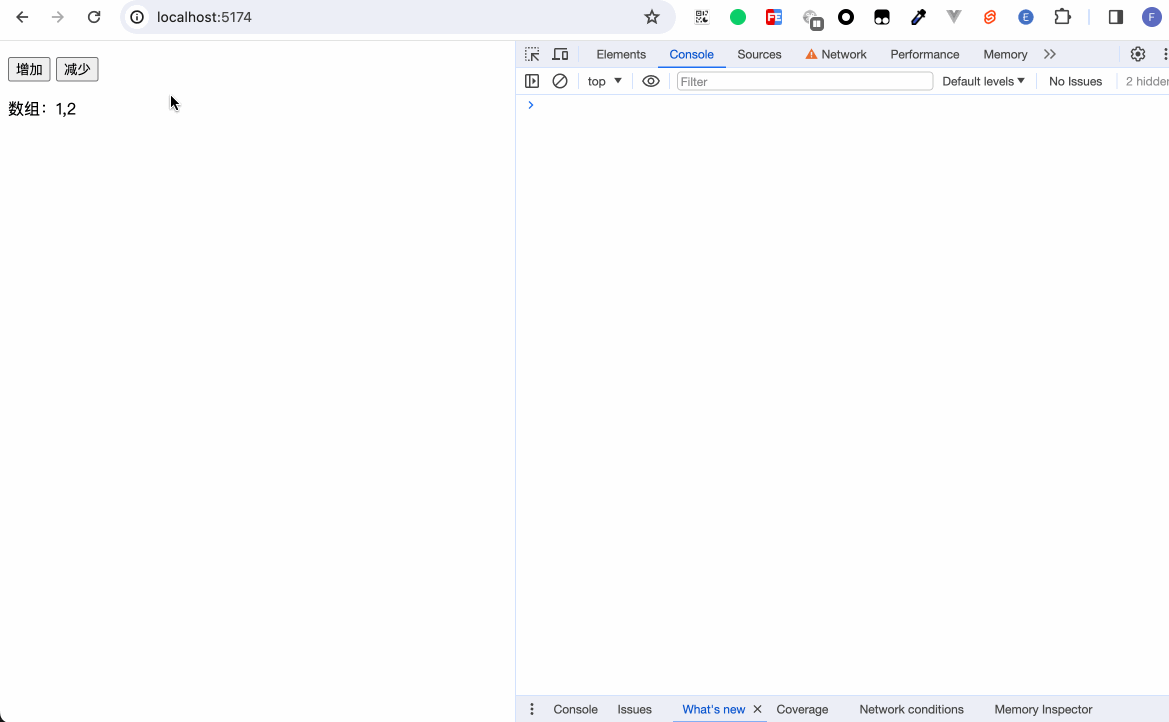 localhost:5174
FE
E
F
增加 减少
数组：1,2
Elements Console Sources Network Performance Memory
top Filter Default levels No Issues 2 hidden
Console Issues What's new Coverage Network conditions Memory Inspector